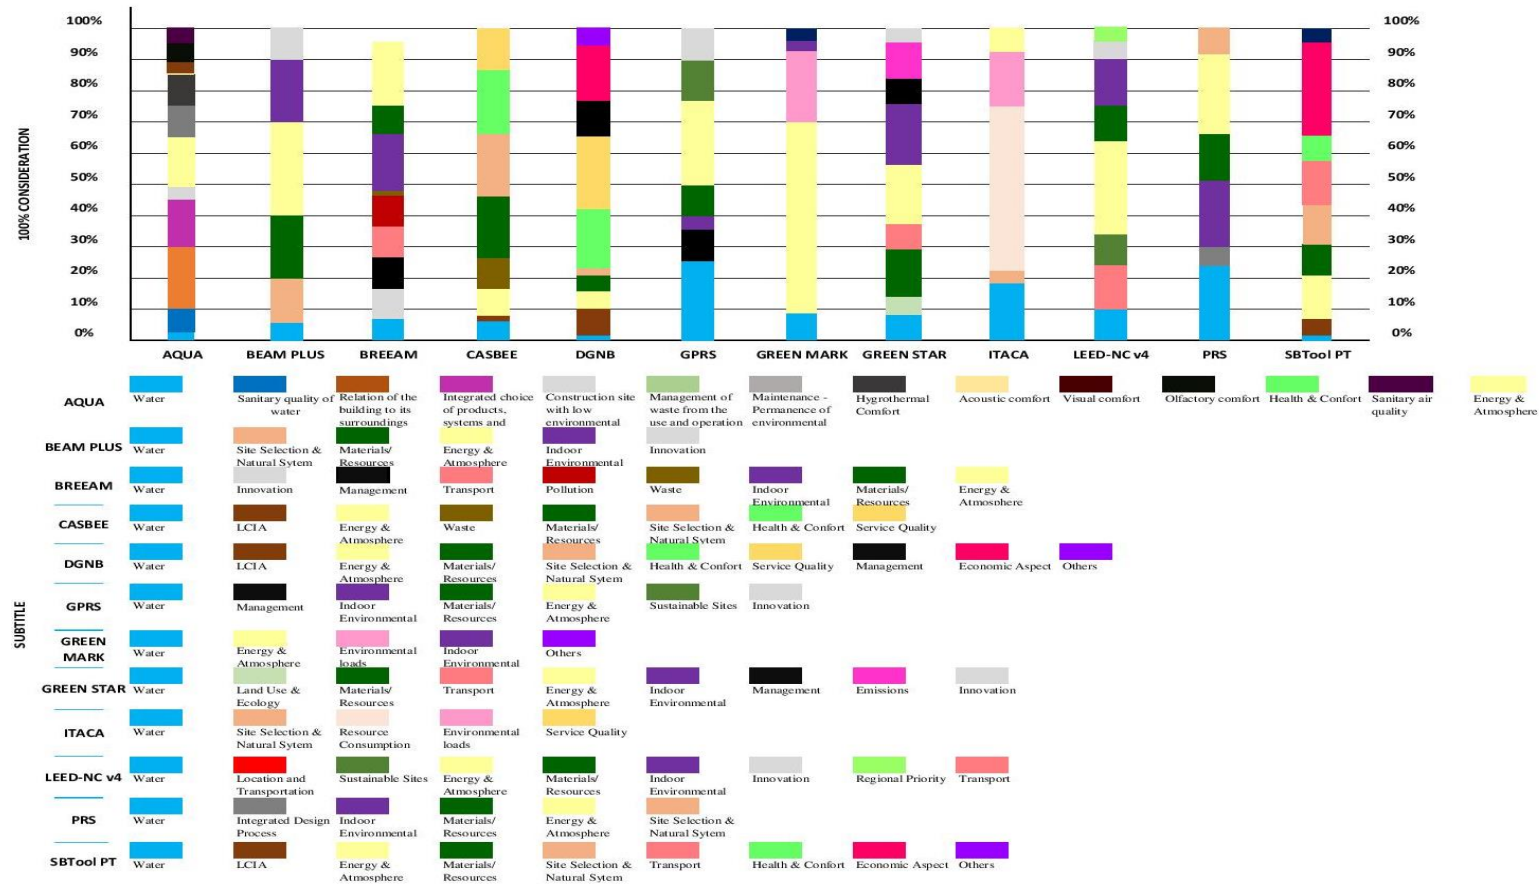 100% 100%
90% 90%
80% 80%
70% 70%
60% 60%
50% 50%
40% 40%
30% 30%
20% 20%
10% 10%
0% 0%
100% CONSIDERATION
AQUA BEAM PLUS BREEAM CASBEE DGNB GPRS GREEN MARK GREEN STAR ITACA LEED-NC v4 PRS SBTool PT
SUBTITLE
AQUA
Water
Sanitary quality of
water
Relation of the
building to its
surroundings
Integrated choice
of products,
systems and
Construction site
with low
environmental
Management of
waste from the
use and operation
Maintenance -
Permanence of
environmental
Hygrothermal
Comfort
Acoustic comfort
Visual comfort
Olfactory comfort
Health & Confort
Sanitary air
quality
Energy &
Atmosphere
BEAM PLUS
Water
Site Selection &
Natural Sytem
Materials/
Resources
Energy &
Atmosphere
Indoor
Environmental
Innovation
BREEAM
Water
Innovation
Management
Transport
Pollution
Waste
Indoor
Environmental
Materials/
Resources
Energy &
Atmosphere
CASBEE
Water
LCIA
Energy &
Atmosphere
Waste
Materials/
Resources
Site Selection &
Natural Sytem
Health & Confort
Service Quality
DGNB
Water
LCIA
Energy &
Atmosphere
Materials/
Resources
Site Selection &
Natural Sytem
Health & Confort
Service Quality
Management
Economic Aspect
Others
GPRS
Water
Management
Indoor
Environmental
Materials/
Resources
Energy &
Atmosphere
Sustainable Sites
Innovation
GREEN
MARK
Water
Energy &
Atmosphere
Environmental
loads
Indoor
Environmental
Others
GREEN STAR
Water
Land Use &
Ecology
Materials/
Resources
Transport
Energy &
Atmosphere
Indoor
Environmental
Management
Emissions
Innovation
ITACA
Water
Site Selection &
Natural Sytem
Resource
Consumption
Environmental
loads
Service Quality
LEED-NC v4
Water
Location and
Transportation
Sustainable Sites
Energy &
Atmosphere
Materials/
Resources
Indoor
Environmental
Innovation
Regional Priority
Transport
PRS
Water
Integrated Design
Process
Indoor
Environmental
Materials/
Resources
Energy &
Atmosphere
Site Selection &
Natural Sytem
SBTool PT
Water
LCIA
Energy &
Atmosphere
Materials/
Resources
Site Selection &
Natural Sytem
Transport
Health & Confort
Economic Aspect
Others